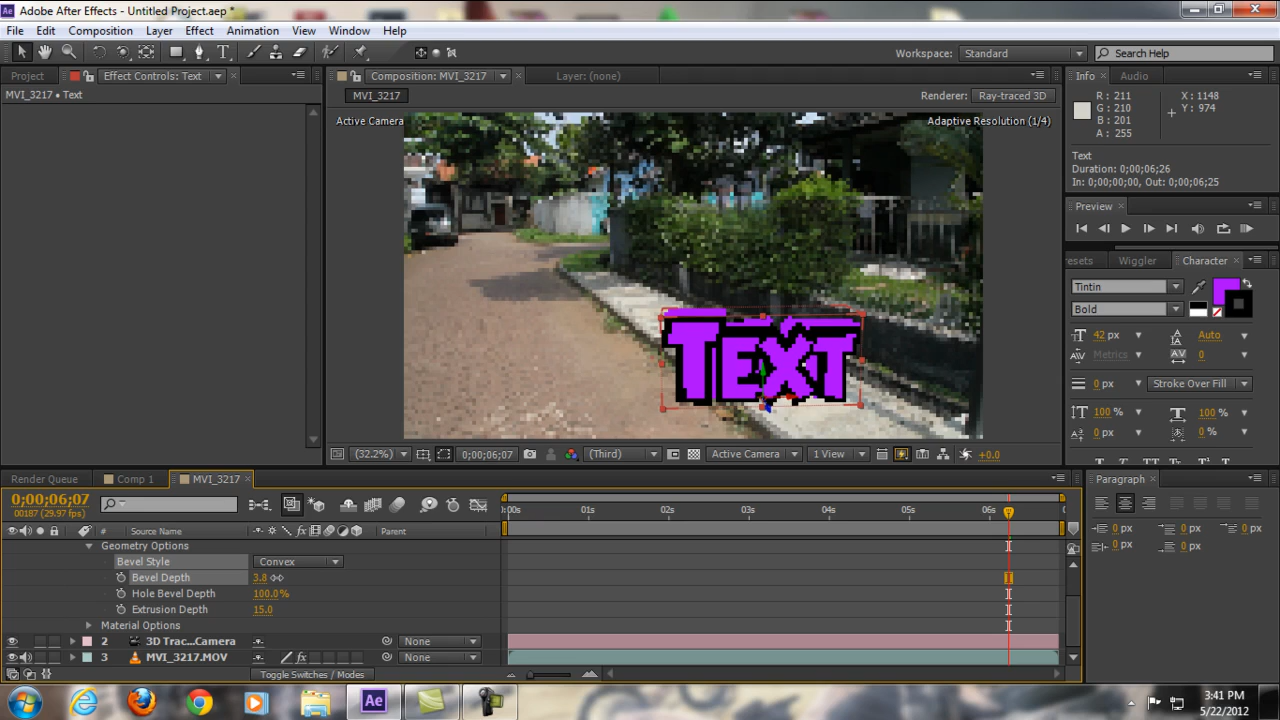 Adobe After Effects - Untitled Project.aep *
File Edit Composition Layer Effect Animation View Window Help
Workspace: Standard Search Help
Project Effect Controls: Text Composition: MVI_3217 Layer: (none) Info Audio
MVI_3217 • Text
MVI_3217 Renderer: Ray-traced 3D
R : 211 X : 1148
G : 210 Y : 974
B : 201
A : 255
Active Camera Adaptive Resolution (1/4)
Text
Duration: 0;00;06;26
In: 0;00;00;00, Out: 0;00;06;25
Preview
resets Wiggler Character
Tintin
Bold
42 px Auto
Metrics 0
0 px Stroke Over Fill
100 % 100 %
0 px 0 %
TEXT
(32.2%) 0;00;06;07 (Third) Active Camera 1 View +0.0
Render Queue Comp 1 MVI_3217 Paragraph
0;00;06;07
00187 (29.97 fps)
:00s 01s 02s 03s 04s 05s 06s 0
# Source Name Parent
Geometry Options
Bevel Style Convex
Bevel Depth 3.8
Hole Bevel Depth 100.0%
Extrusion Depth 15.0
Material Options
2 3D Trac...Camera None
3 MVI_3217.MOV None
Toggle Switches / Modes
0 px 0 px 0 px
0 px 0 px
Ae
3:41 PM
5/22/2012